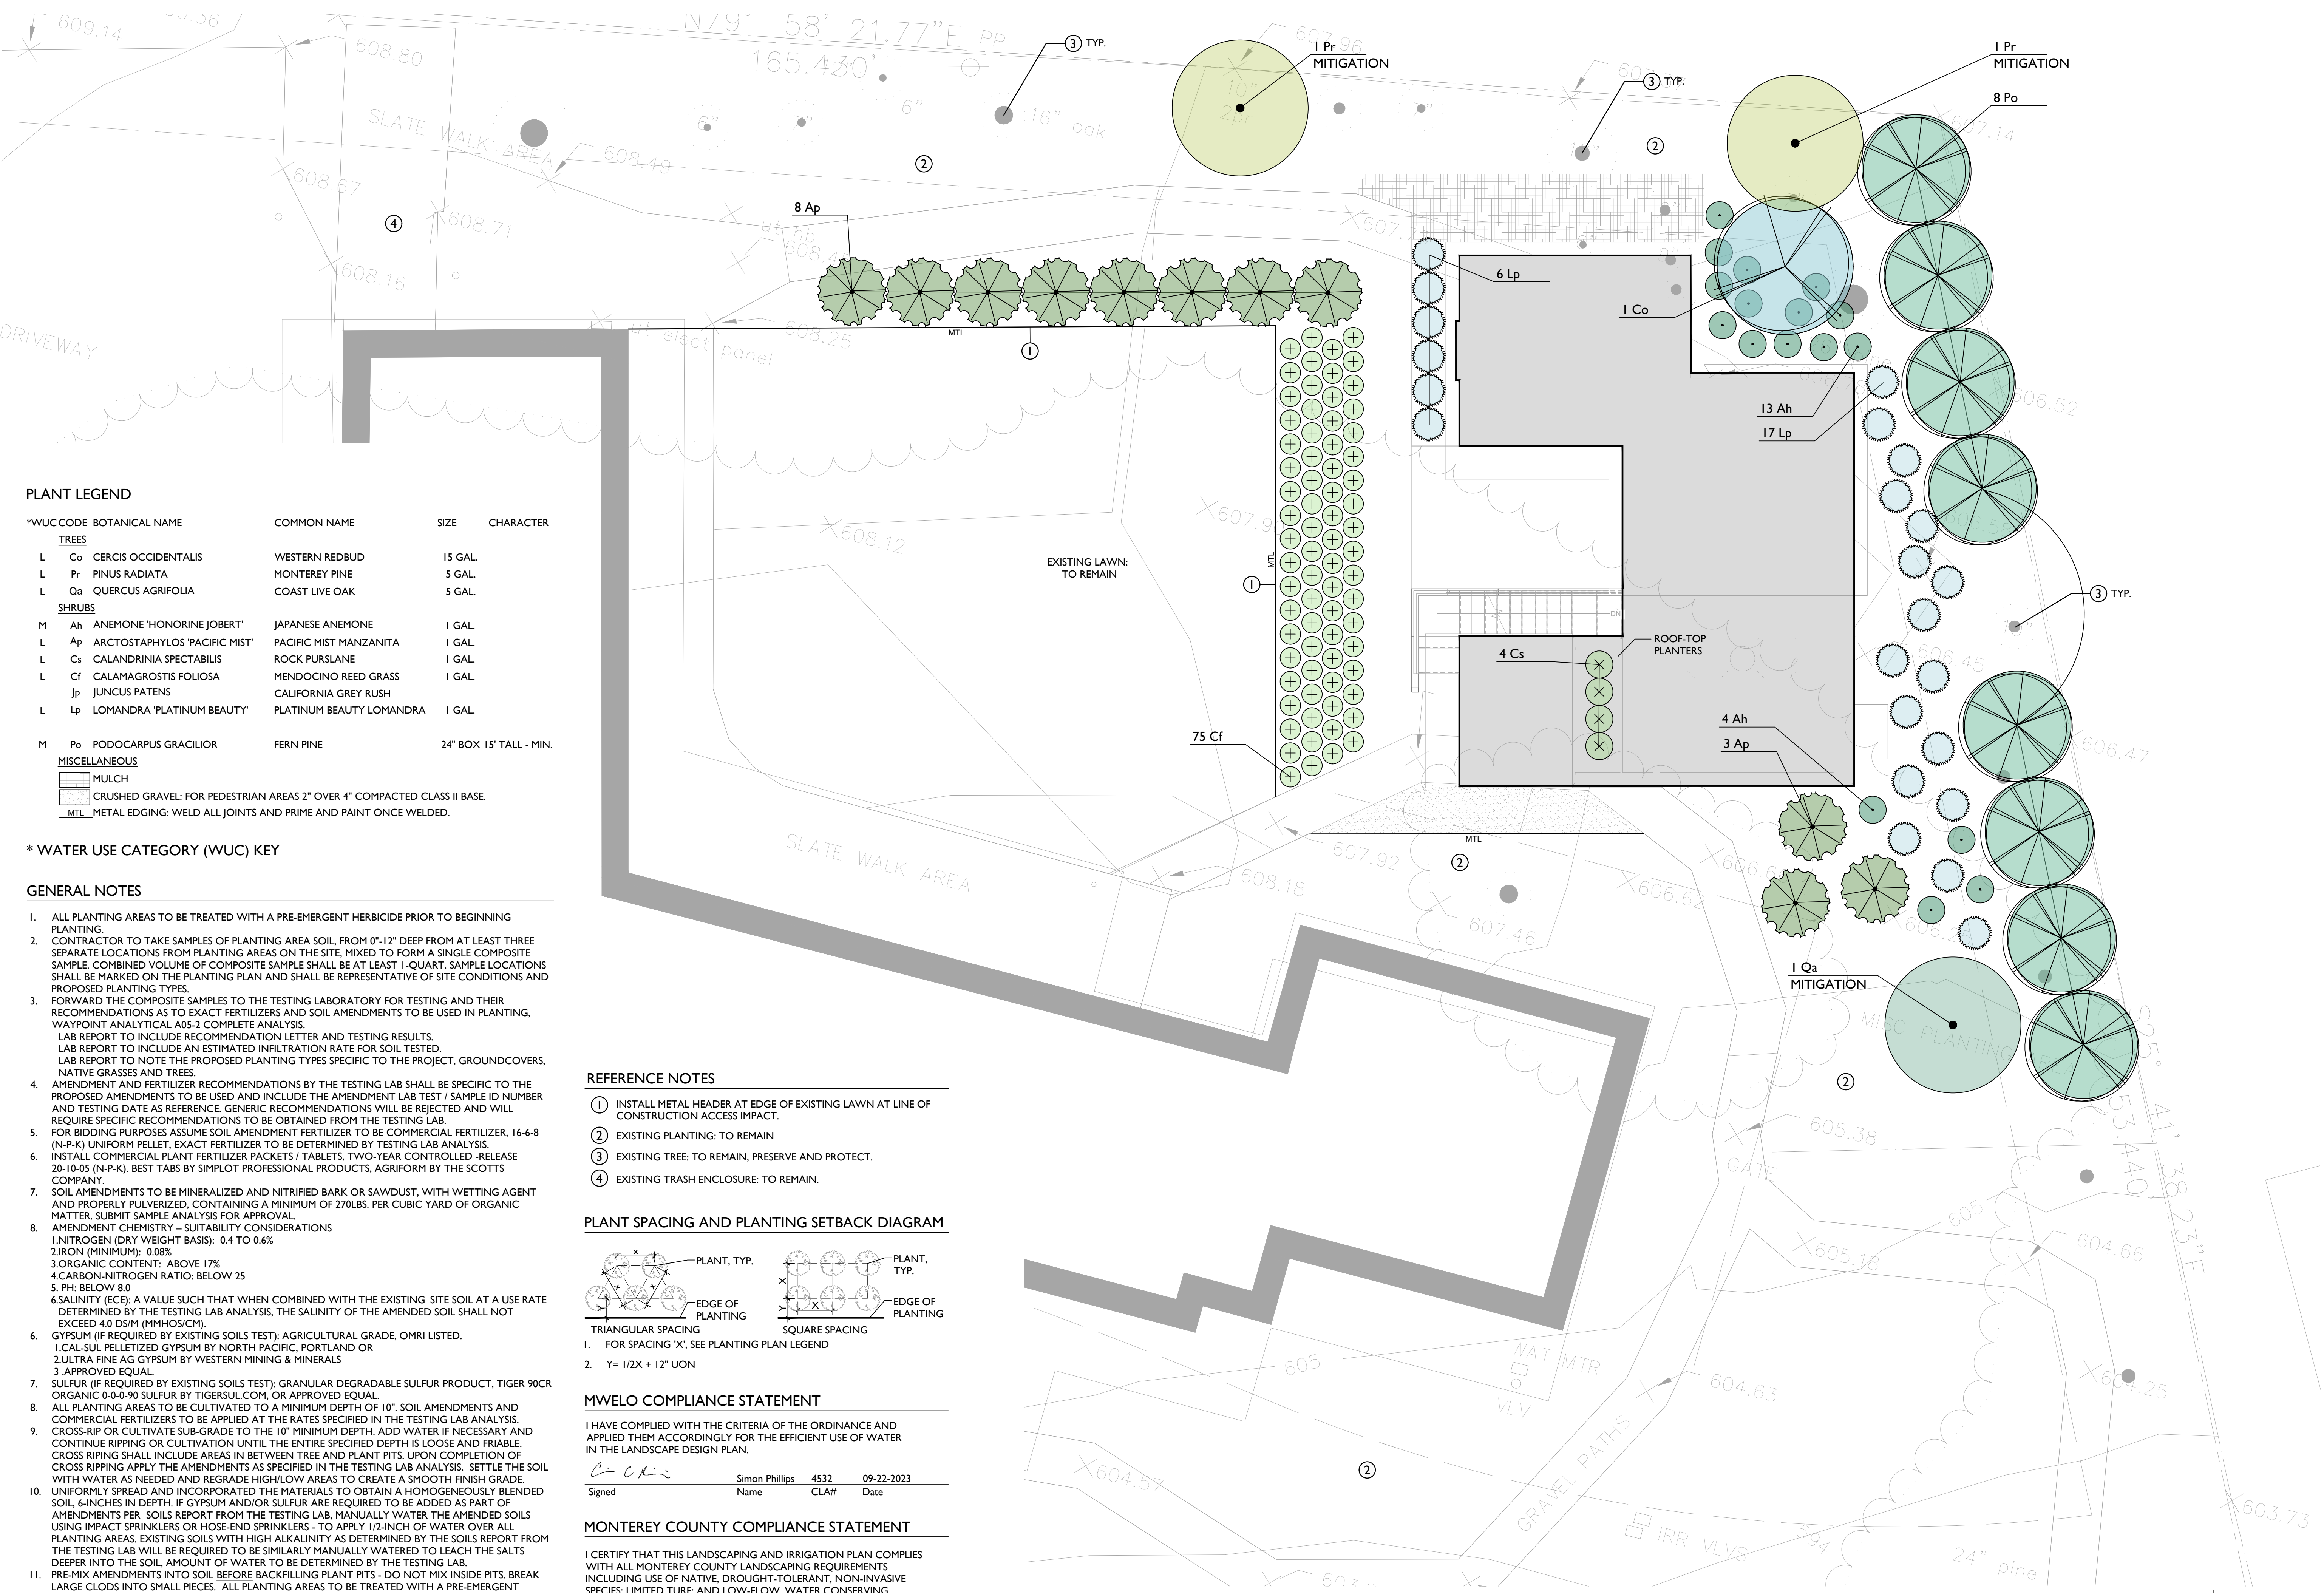 609.14
608.80
N79° 58' 21.77"E PP
165.430'
607.96
3 TYP.
1 Pr
MITIGATION
3 TYP.
1 Pr
MITIGATION
8 Po
10"
2pr
6"
6"
16" oak
SLATE WALK AREA
608.49
608.67
608.71
608.16
2
2
4
607.14
8 Ap
6 Lp
1 Co
DRIVEWAY
ut elect panel
608.25
MTL
1
13 Ah
17 Lp
606.52
608.12
EXISTING LAWN:
TO REMAIN
MTL
1
3 TYP.
DN
ROOF-TOP
PLANTERS
4 Cs
606.45
4 Ah
3 Ap
606.47
75 Cf
SLATE WALK AREA
608.18
607.92
MTL
2
606.62
607.46
1 Qa
MITIGATION
MISC PLANTING
2
605.38
GATE
S25° 41' 38.23"E
53.440'
605
605.18
604.66
605
WAT MTR
VLV
604.63
604.25
GRAVEL PATHS
604.57
2
IRR VLVS
594
24" pine
603.73
PLANT LEGEND
*WUC CODE BOTANICAL NAME COMMON NAME SIZE CHARACTER
TREES
L Co CERCIS OCCIDENTALIS WESTERN REDBUD 15 GAL.
L Pr PINUS RADIATA MONTEREY PINE 5 GAL.
L Qa QUERCUS AGRIFOLIA COAST LIVE OAK 5 GAL.
SHRUBS
M Ah ANEMONE 'HONORINE JOBERT' JAPANESE ANEMONE 1 GAL.
L Ap ARCTOSTAPHYLOS 'PACIFIC MIST' PACIFIC MIST MANZANITA 1 GAL.
L Cs CALANDRINIA SPECTABILIS ROCK PURSLANE 1 GAL.
L Cf CALAMAGROSTIS FOLIOSA MENDOCINO REED GRASS 1 GAL.
Jp JUNCUS PATENS CALIFORNIA GREY RUSH
L Lp LOMANDRA 'PLATINUM BEAUTY' PLATINUM BEAUTY LOMANDRA 1 GAL.
M Po PODOCARPUS GRACILIOR FERN PINE 24" BOX 15' TALL - MIN.
MISCELLANEOUS
MULCH
CRUSHED GRAVEL: FOR PEDESTRIAN AREAS 2" OVER 4" COMPACTED CLASS II BASE.
MTL METAL EDGING: WELD ALL JOINTS AND PRIME AND PAINT ONCE WELDED.
* WATER USE CATEGORY (WUC) KEY
GENERAL NOTES
1. ALL PLANTING AREAS TO BE TREATED WITH A PRE-EMERGENT HERBICIDE PRIOR TO BEGINNING
PLANTING.
2. CONTRACTOR TO TAKE SAMPLES OF PLANTING AREA SOIL, FROM 0"-12" DEEP FROM AT LEAST THREE
SEPARATE LOCATIONS FROM PLANTING AREAS ON THE SITE, MIXED TO FORM A SINGLE COMPOSITE
SAMPLE. COMBINED VOLUME OF COMPOSITE SAMPLE SHALL BE AT LEAST 1-QUART. SAMPLE LOCATIONS
SHALL BE MARKED ON THE PLANTING PLAN AND SHALL BE REPRESENTATIVE OF SITE CONDITIONS AND
PROPOSED PLANTING TYPES.
3. FORWARD THE COMPOSITE SAMPLES TO THE TESTING LABORATORY FOR TESTING AND THEIR
RECOMMENDATIONS AS TO EXACT FERTILIZERS AND SOIL AMENDMENTS TO BE USED IN PLANTING,
WAYPOINT ANALYTICAL A05-2 COMPLETE ANALYSIS.
LAB REPORT TO INCLUDE RECOMMENDATION LETTER AND TESTING RESULTS.
LAB REPORT TO INCLUDE AN ESTIMATED INFILTRATION RATE FOR SOIL TESTED.
LAB REPORT TO NOTE THE PROPOSED PLANTING TYPES SPECIFIC TO THE PROJECT, GROUNDCOVERS,
NATIVE GRASSES AND TREES.
4. AMENDMENT AND FERTILIZER RECOMMENDATIONS BY THE TESTING LAB SHALL BE SPECIFIC TO THE
PROPOSED AMENDMENTS TO BE USED AND INCLUDE THE AMENDMENT LAB TEST / SAMPLE ID NUMBER
AND TESTING DATE AS REFERENCE. GENERIC RECOMMENDATIONS WILL BE REJECTED AND WILL
REQUIRE SPECIFIC RECOMMENDATIONS TO BE OBTAINED FROM THE TESTING LAB.
5. FOR BIDDING PURPOSES ASSUME SOIL AMENDMENT FERTILIZER TO BE COMMERCIAL FERTILIZER, 16-6-8
(N-P-K) UNIFORM PELLET, EXACT FERTILIZER TO BE DETERMINED BY TESTING LAB ANALYSIS.
6. INSTALL COMMERCIAL PLANT FERTILIZER PACKETS / TABLETS, TWO-YEAR CONTROLLED -RELEASE
20-10-05 (N-P-K). BEST TABS BY SIMPLOT PROFESSIONAL PRODUCTS, AGRIFORM BY THE SCOTTS
COMPANY.
7. SOIL AMENDMENTS TO BE MINERALIZED AND NITRIFIED BARK OR SAWDUST, WITH WETTING AGENT
AND PROPERLY PULVERIZED, CONTAINING A MINIMUM OF 270LBS. PER CUBIC YARD OF ORGANIC
MATTER. SUBMIT SAMPLE ANALYSIS FOR APPROVAL.
8. AMENDMENT CHEMISTRY – SUITABILITY CONSIDERATIONS
1.NITROGEN (DRY WEIGHT BASIS): 0.4 TO 0.6%
2.IRON (MINIMUM): 0.08%
3.ORGANIC CONTENT: ABOVE 17%
4.CARBON-NITROGEN RATIO: BELOW 25
5. PH: BELOW 8.0
6.SALINITY (ECE): A VALUE SUCH THAT WHEN COMBINED WITH THE EXISTING SITE SOIL AT A USE RATE
DETERMINED BY THE TESTING LAB ANALYSIS, THE SALINITY OF THE AMENDED SOIL SHALL NOT
EXCEED 4.0 DS/M (MMHOS/CM).
6. GYPSUM (IF REQUIRED BY EXISTING SOILS TEST): AGRICULTURAL GRADE, OMRI LISTED.
1.CAL-SUL PELLETIZED GYPSUM BY NORTH PACIFIC, PORTLAND OR
2.ULTRA FINE AG GYPSUM BY WESTERN MINING & MINERALS
3 .APPROVED EQUAL.
7. SULFUR (IF REQUIRED BY EXISTING SOILS TEST): GRANULAR DEGRADABLE SULFUR PRODUCT, TIGER 90CR
ORGANIC 0-0-0-90 SULFUR BY TIGERSUL.COM, OR APPROVED EQUAL.
8. ALL PLANTING AREAS TO BE CULTIVATED TO A MINIMUM DEPTH OF 10". SOIL AMENDMENTS AND
COMMERCIAL FERTILIZERS TO BE APPLIED AT THE RATES SPECIFIED IN THE TESTING LAB ANALYSIS.
9. CROSS-RIP OR CULTIVATE SUB-GRADE TO THE 10" MINIMUM DEPTH. ADD WATER IF NECESSARY AND
CONTINUE RIPPING OR CULTIVATION UNTIL THE ENTIRE SPECIFIED DEPTH IS LOOSE AND FRIABLE.
CROSS RIPING SHALL INCLUDE AREAS IN BETWEEN TREE AND PLANT PITS. UPON COMPLETION OF
CROSS RIPPING APPLY THE AMENDMENTS AS SPECIFIED IN THE TESTING LAB ANALYSIS. SETTLE THE SOIL
WITH WATER AS NEEDED AND REGRADE HIGH/LOW AREAS TO CREATE A SMOOTH FINISH GRADE.
10. UNIFORMLY SPREAD AND INCORPORATED THE MATERIALS TO OBTAIN A HOMOGENEOUSLY BLENDED
SOIL, 6-INCHES IN DEPTH. IF GYPSUM AND/OR SULFUR ARE REQUIRED TO BE ADDED AS PART OF
AMENDMENTS PER SOILS REPORT FROM THE TESTING LAB, MANUALLY WATER THE AMENDED SOILS
USING IMPACT SPRINKLERS OR HOSE-END SPRINKLERS - TO APPLY 1/2-INCH OF WATER OVER ALL
PLANTING AREAS. EXISTING SOILS WITH HIGH ALKALINITY AS DETERMINED BY THE SOILS REPORT FROM
THE TESTING LAB WILL BE REQUIRED TO BE SIMILARLY MANUALLY WATERED TO LEACH THE SALTS
DEEPER INTO THE SOIL, AMOUNT OF WATER TO BE DETERMINED BY THE TESTING LAB.
11. PRE-MIX AMENDMENTS INTO SOIL BEFORE BACKFILLING PLANT PITS - DO NOT MIX INSIDE PITS. BREAK
LARGE CLODS INTO SMALL PIECES. ALL PLANTING AREAS TO BE TREATED WITH A PRE-EMERGENT
REFERENCE NOTES
1 INSTALL METAL HEADER AT EDGE OF EXISTING LAWN AT LINE OF
CONSTRUCTION ACCESS IMPACT.
2 EXISTING PLANTING: TO REMAIN
3 EXISTING TREE: TO REMAIN, PRESERVE AND PROTECT.
4 EXISTING TRASH ENCLOSURE: TO REMAIN.
PLANT SPACING AND PLANTING SETBACK DIAGRAM
X
PLANT, TYP.
EDGE OF
PLANTING
Y
TRIANGULAR SPACING
PLANT,
TYP.
X
X
Y
EDGE OF
PLANTING
SQUARE SPACING
1. FOR SPACING 'X', SEE PLANTING PLAN LEGEND
2. Y= 1/2X + 12" UON
MWELO COMPLIANCE STATEMENT
I HAVE COMPLIED WITH THE CRITERIA OF THE ORDINANCE AND
APPLIED THEM ACCORDINGLY FOR THE EFFICIENT USE OF WATER
IN THE LANDSCAPE DESIGN PLAN.
Simon Phillips 4532 09-22-2023
Signed Name CLA# Date
MONTEREY COUNTY COMPLIANCE STATEMENT
I CERTIFY THAT THIS LANDSCAPING AND IRRIGATION PLAN COMPLIES
WITH ALL MONTEREY COUNTY LANDSCAPING REQUIREMENTS
INCLUDING USE OF NATIVE, DROUGHT-TOLERANT, NON-INVASIVE
SPECIES; LIMITED TURF; AND LOW-FLOW, WATER CONSERVING